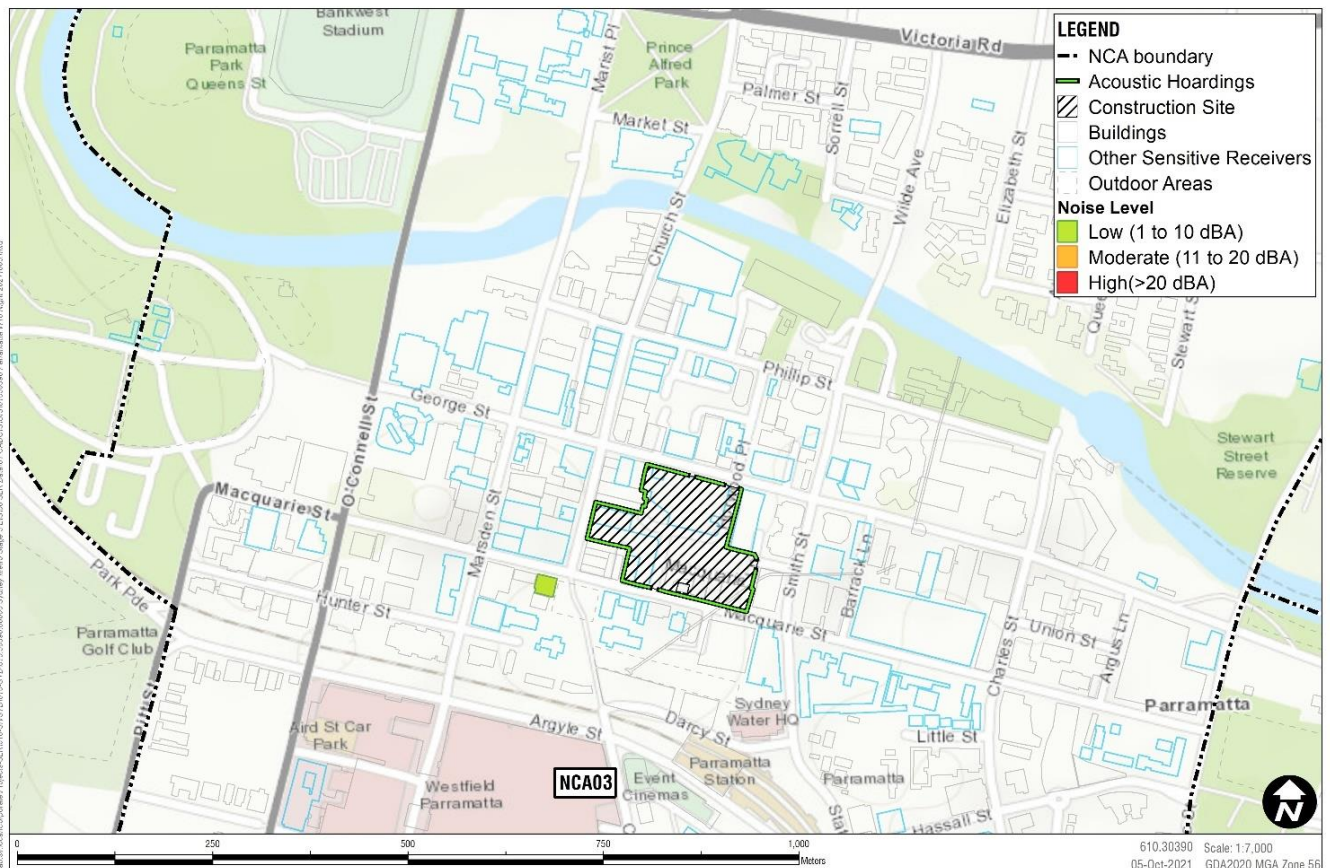 Bankwest
Stadium
Parramatta
Park
Queens St
Marist Pl
Prince
Alfred
Park
Victoria Rd
Palmer St
Sorrell St
Market St
Church St
Wilde Ave
Elizabeth St
Stewart S
LEGEND
NCA boundary
Acoustic Hoardings
Construction Site
Buildings
Other Sensitive Receivers
Outdoor Areas
Noise Level
Low (1 to 10 dBA)
Moderate (11 to 20 dBA)
High(>20 dBA)
Phillip St
George St
O'Connell St
Marsden St
Macquarie St
Smith St
Barrack Ln
Stewart
Street
Reserve
Hunter St
Park Pde
Parramatta
Golf Club
Pitt St
Macquarie St
Union St
Charles St
Argus Ln
Parramatta
Sydney
Water HQ
Little St
Aird St Car
Park
Argyle St
Darcy St
Parramatta
Station
Parramatta
Westfield
Parramatta
NCA03
Event
Cinemas
Hassall St
N
0 250 500 750 1,000
Meters
610.30390 Scale: 1:7,000
05-Oct-2021 GDA2020 MGA Zone 56